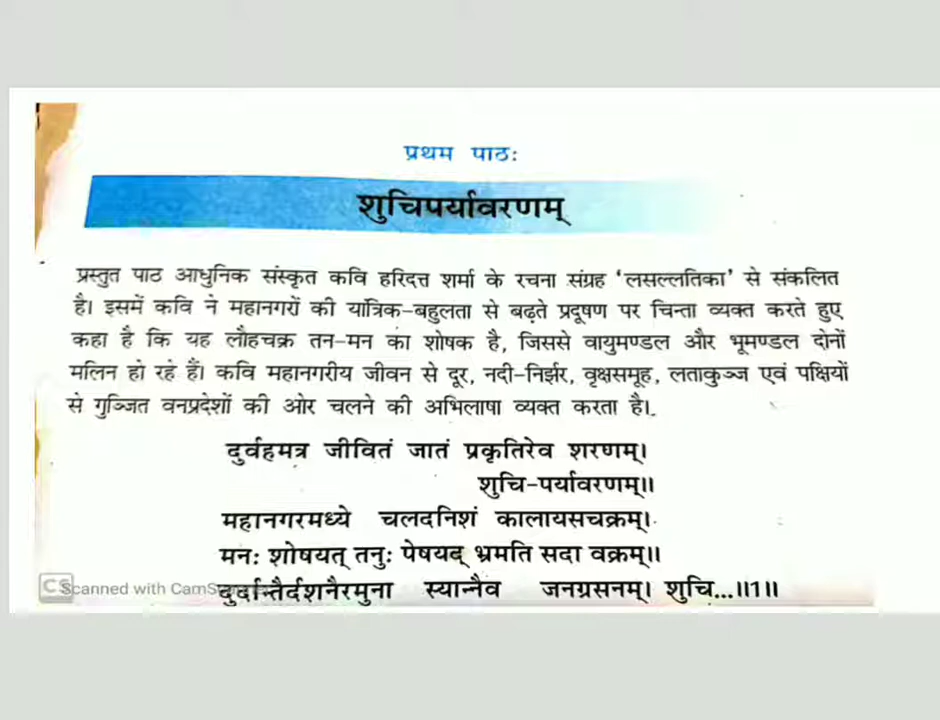 प्रथम पाठः
शुचिपर्यावरणम्
प्रस्तुत पाठ आधुनिक संस्कृत कवि हरिदत्त शर्मा के रचना संग्रह ‘लसल्लतिका’ से संकलित
है। इसमें कवि ने महानगरों की यांत्रिक-बहुलता से बढ़ते प्रदूषण पर चिन्ता व्यक्त करते हुए
कहा है कि यह लौहचक्र तन-मन का शोषक है, जिससे वायुमण्डल और भूमण्डल दोनों
मलिन हो रहे हैं। कवि महानगरीय जीवन से दूर, नदी-निर्झर, वृक्षसमूह, लताकुञ्ज एवं पक्षियों
से गुञ्जित वनप्रदेशों की ओर चलने की अभिलाषा व्यक्त करता है।
दुर्वहमत्र जीवितं जातं प्रकृतिरेव शरणम्।
शुचि-पर्यावरणम्॥
महानगरमध्ये चलदनिशं कालायसचक्रम्।
मनः शोषयत् तनुः पेषयद् भ्रमति सदा वक्रम्॥
दुर्दान्तैर्दशनैरमुना स्यान्नैव जनग्रसनम्। शुचि...॥1॥
CS Scanned with